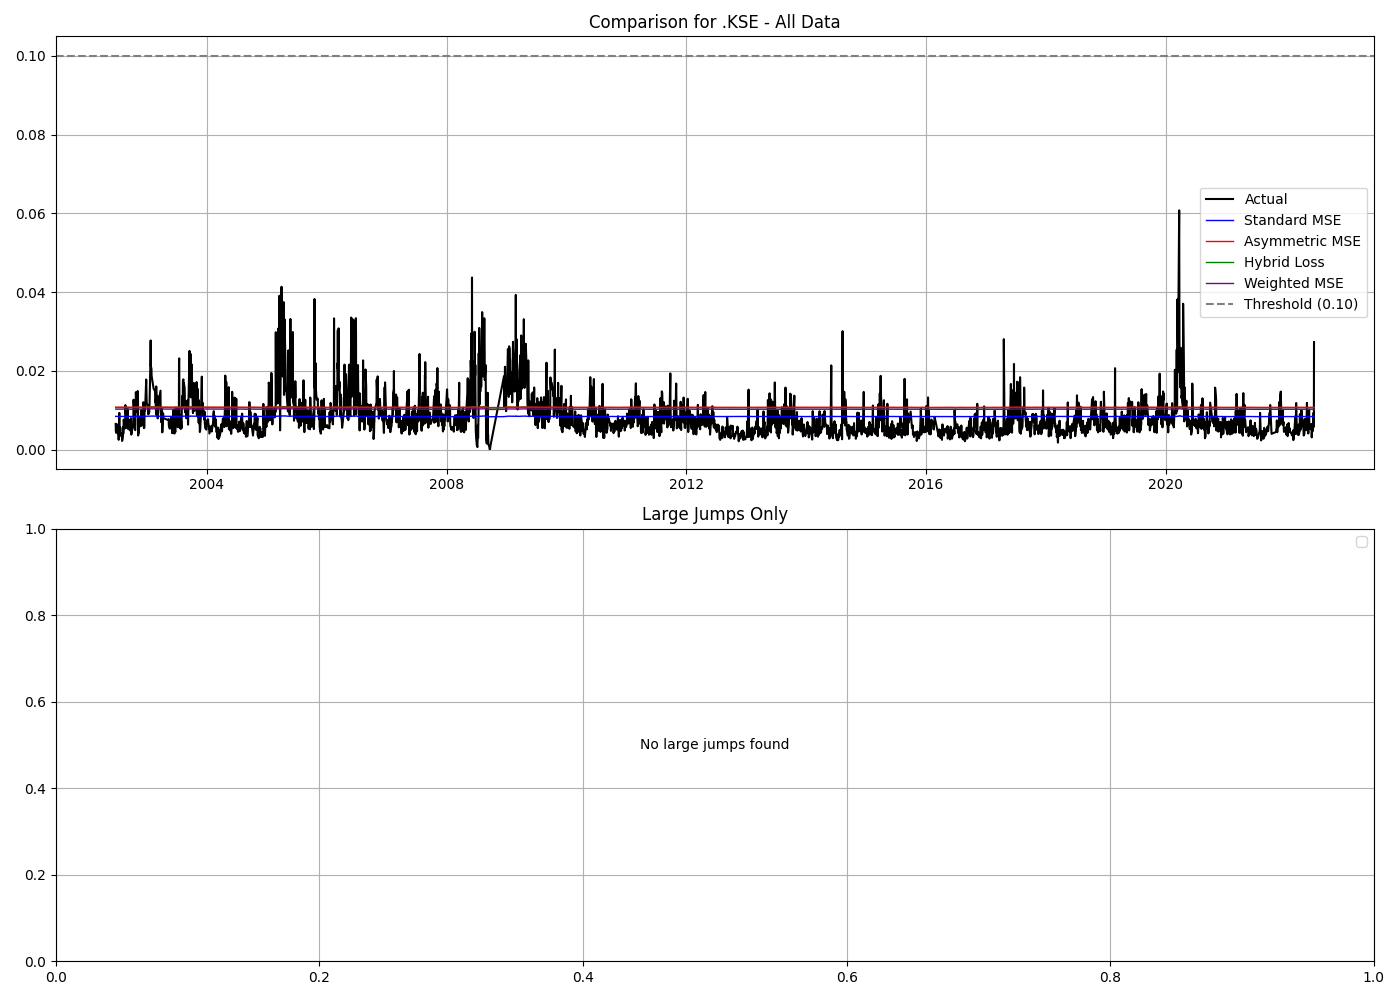 Comparison for .KSE - All Data
0.10
0.08
0.06
0.04
0.02
0.00
Actual
Standard MSE
Asymmetric MSE
Hybrid Loss
Weighted MSE
Threshold (0.10)
2004 2008 2012 2016 2020
Large Jumps Only
1.0
0.8
0.6
No large jumps found
0.4
0.2
0.0
0.0 0.2 0.4 0.6 0.8 1.0